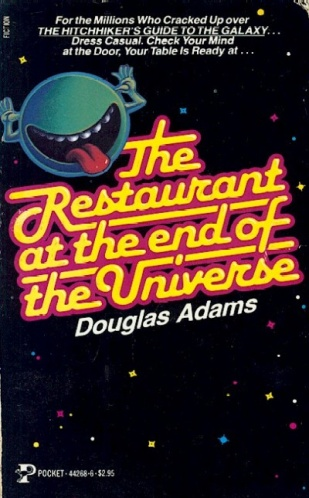 FICTION
For the Millions Who Cracked Up over
THE HITCHHIKER'S GUIDE TO THE GALAXY...
Dress Casual. Check Your Mind
at the Door, Your Table Is Ready at . . .
The
Restaurant
at the end of
the Universe
Douglas Adams
POCKET · 44268-6 · $2.95